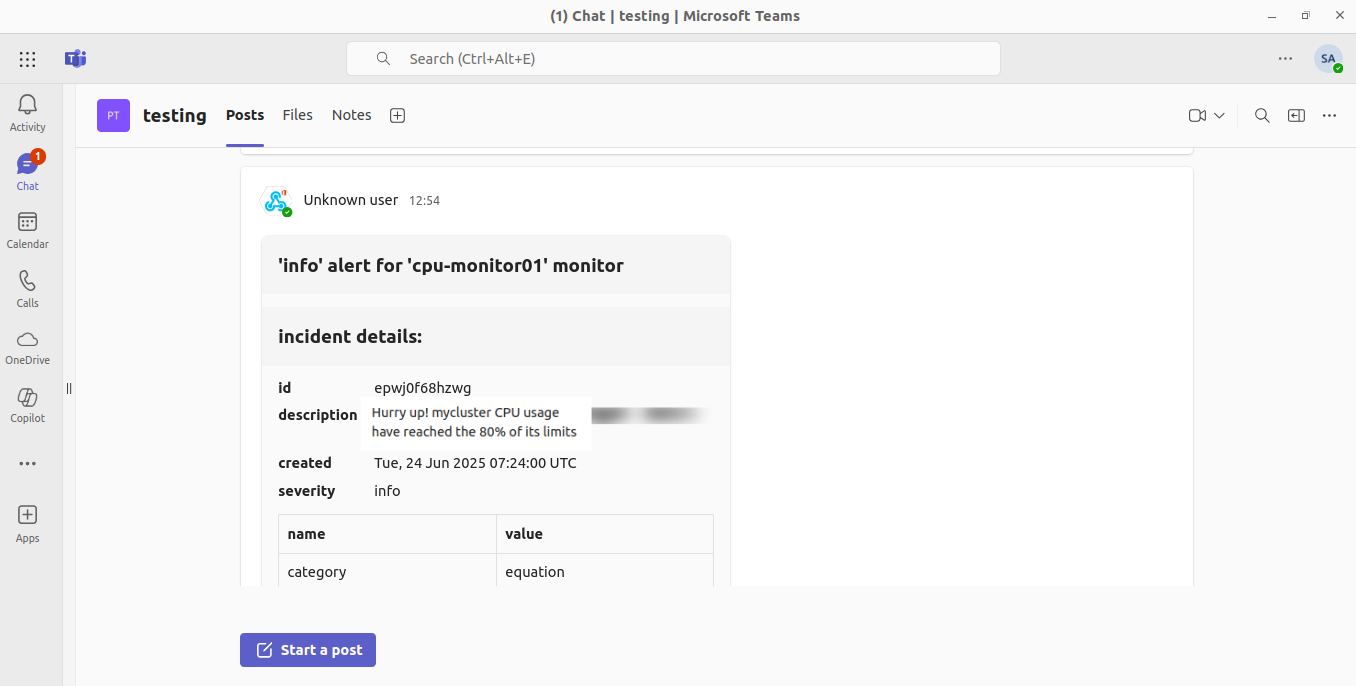 (1) Chat | testing | Microsoft Teams
Search (Ctrl+Alt+E)
SA
Activity
1
Chat
Calendar
Calls
OneDrive
Copilot
Apps
PT
testing Posts Files Notes
Unknown user 12:54
'info' alert for 'cpu-monitor01' monitor
incident details:
id epwj0f68hzwg
description Hurry up! mycluster CPU usage
have reached the 80% of its limits
created Tue, 24 Jun 2025 07:24:00 UTC
severity info
name value
category equation
Start a post